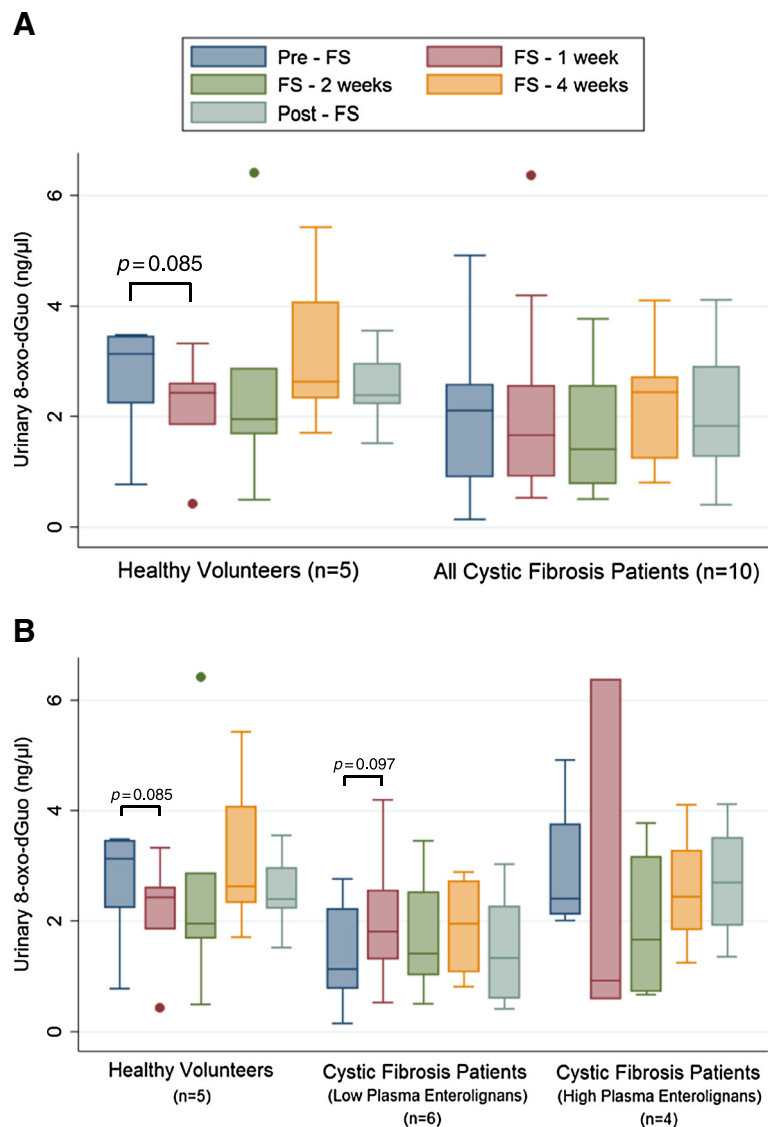 A
Pre - FS
FS - 1 week
FS - 2 weeks
FS - 4 weeks
Post - FS
Urinary 8-oxo-dGuo (ng/µl)
6
4
2
0
p=0.085
Healthy Volunteers (n=5)
All Cystic Fibrosis Patients (n=10)
B
Urinary 8-oxo-dGuo (ng/µl)
6
4
2
0
p=0.085
p=0.097
Healthy Volunteers
(n=5)
Cystic Fibrosis Patients
(Low Plasma Enterolignans)
(n=6)
Cystic Fibrosis Patients
(High Plasma Enterolignans)
(n=4)